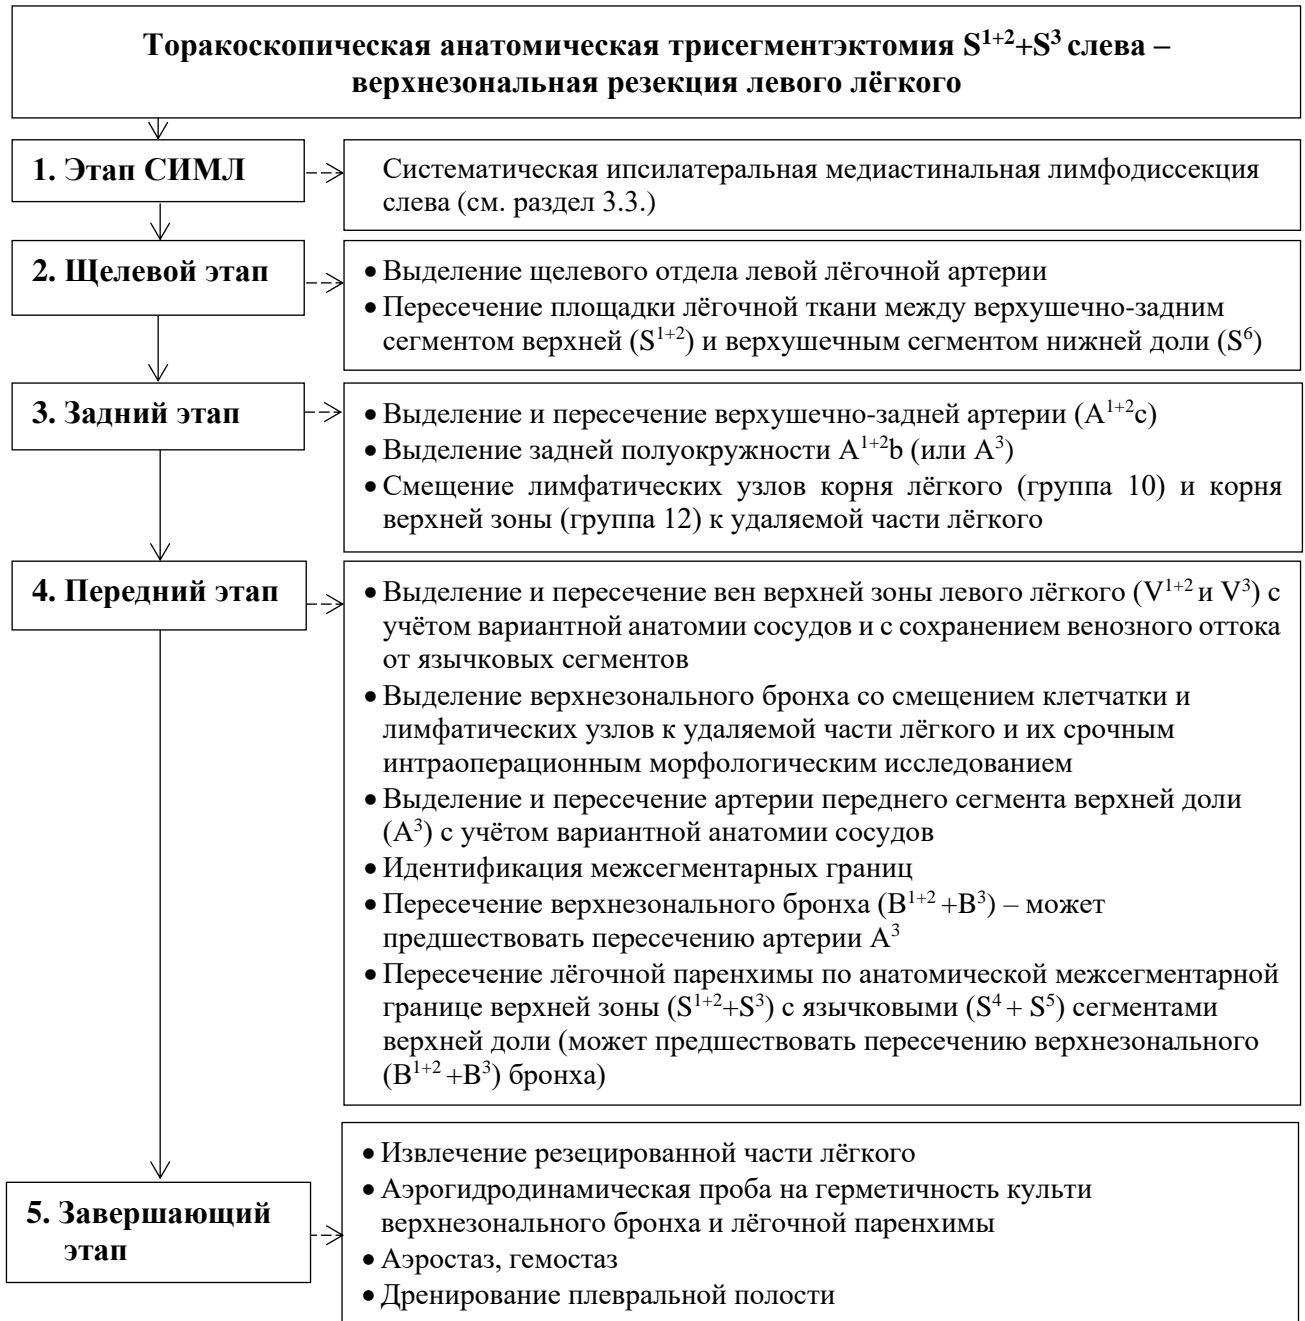 Торакоскопическая анатомическая трисегментэктомия S¹⁺²+S³ слева –
верхнезональная резекция левого лёгкого
1. Этап СИМЛ
Систематическая ипсилатеральная медиастинальная лимфодиссекция
слева (см. раздел 3.3.)
2. Щелевой этап
• Выделение щелевого отдела левой лёгочной артерии
• Пересечение площадки лёгочной ткани между верхушечно-задним
сегментом верхней (S¹⁺²) и верхушечным сегментом нижней доли (S⁶)
3. Задний этап
• Выделение и пересечение верхушечно-задней артерии (A¹⁺²c)
• Выделение задней полуокружности A¹⁺²b (или A³)
• Смещение лимфатических узлов корня лёгкого (группа 10) и корня
верхней зоны (группа 12) к удаляемой части лёгкого
4. Передний этап
• Выделение и пересечение вен верхней зоны левого лёгкого (V¹⁺² и V³) с
учётом вариантной анатомии сосудов и с сохранением венозного оттока
от язычковых сегментов
• Выделение верхнезонального бронха со смещением клетчатки и
лимфатических узлов к удаляемой части лёгкого и их срочным
интраоперационным морфологическим исследованием
• Выделение и пересечение артерии переднего сегмента верхней доли
(A³) с учётом вариантной анатомии сосудов
• Идентификация межсегментарных границ
• Пересечение верхнезонального бронха (B¹⁺² +B³) – может
предшествовать пересечению артерии A³
• Пересечение лёгочной паренхимы по анатомической межсегментарной
границе верхней зоны (S¹⁺²+S³) с язычковыми (S⁴ + S⁵) сегментами
верхней доли (может предшествовать пересечению верхнезонального
(B¹⁺² +B³) бронха)
5. Завершающий
этап
• Извлечение резецированной части лёгкого
• Аэрогидродинамическая проба на герметичность культи
верхнезонального бронха и лёгочной паренхимы
• Аэростаз, гемостаз
• Дренирование плевральной полости